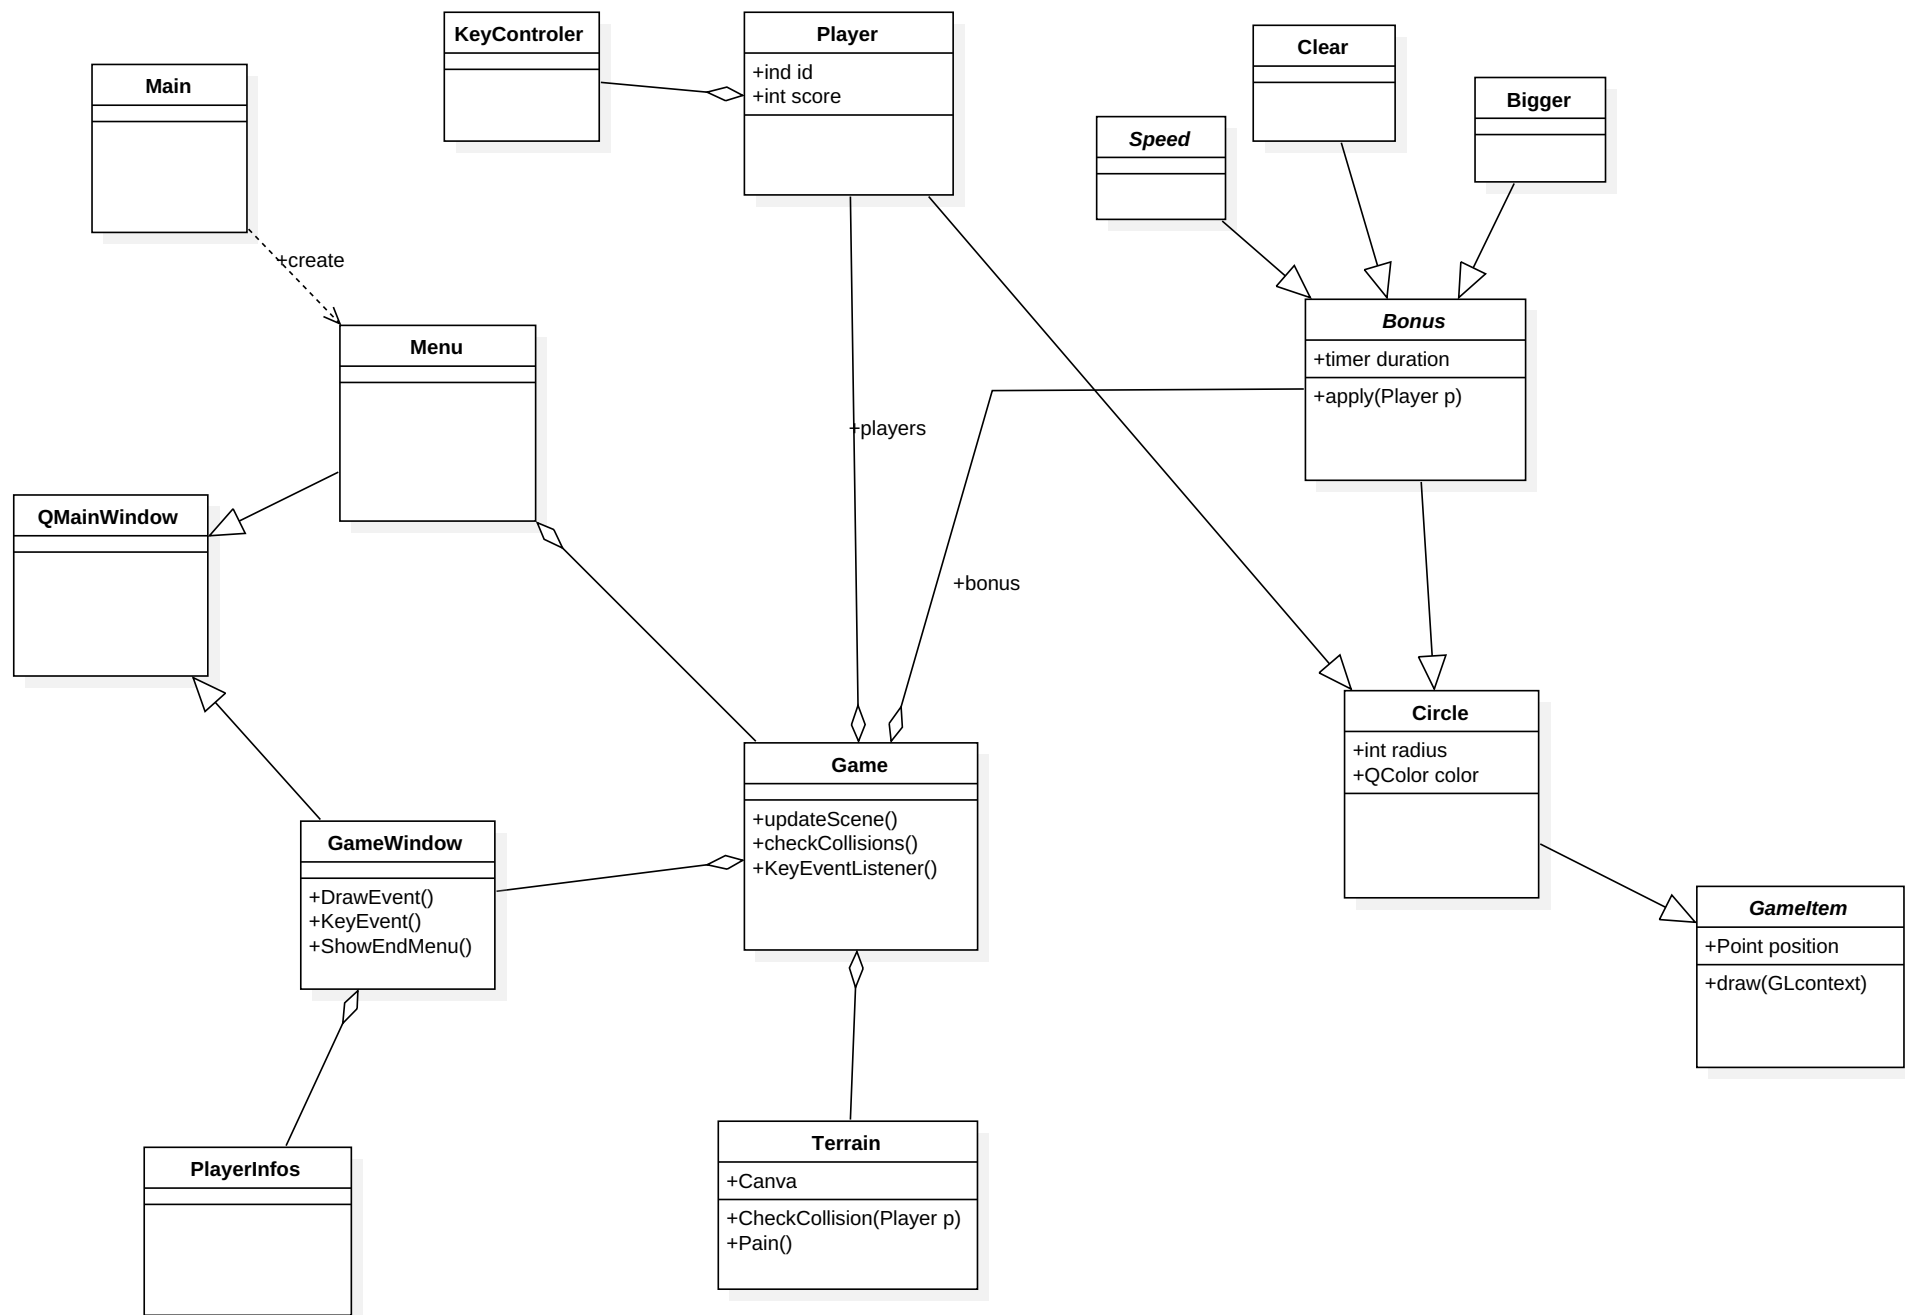 KeyControler
Player
+ind id
+int score
Clear
Main
Bigger
Speed
+create
Bonus
+timer duration
+apply(Player p)
Menu
+players
QMainWindow
+bonus
Circle
+int radius
+QColor color
Game
+updateScene()
+checkCollisions()
+KeyEventListener()
GameWindow
+DrawEvent()
+KeyEvent()
+ShowEndMenu()
GameItem
+Point position
+draw(GLcontext)
Terrain
+Canva
+CheckCollision(Player p)
+Pain()
PlayerInfos